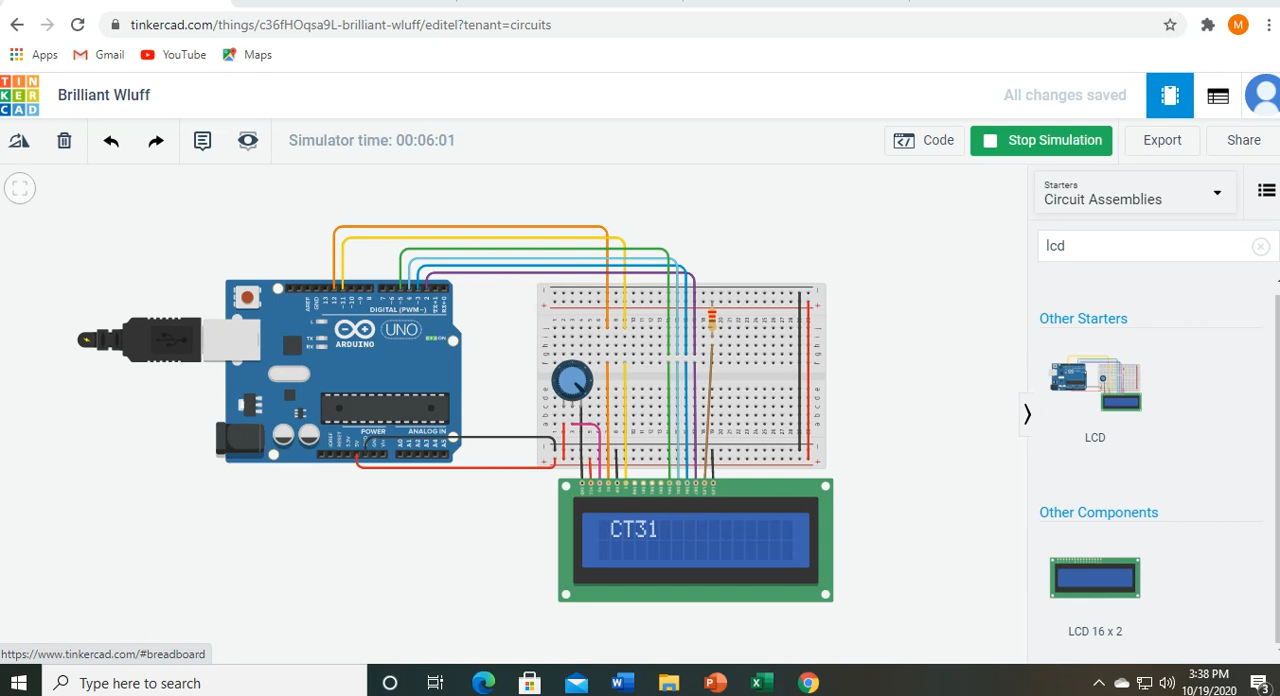 tinkercad.com/things/c36fHOqsa9L-brilliant-wluff/editel?tenant=circuits
M
Apps Gmail YouTube Maps
TIN
KER
CAD
Brilliant Wluff
All changes saved
Simulator time: 00:06:01
Code
Stop Simulation
Export
Share
Starters
Circuit Assemblies
lcd
Other Starters
LCD
Other Components
LCD 16 x 2
DIGITAL (PWM~)
UNO
ARDUINO
POWER ANALOG IN
CT31
https://www.tinkercad.com/#breadboard
Type here to search
3:38 PM
10/19/2020